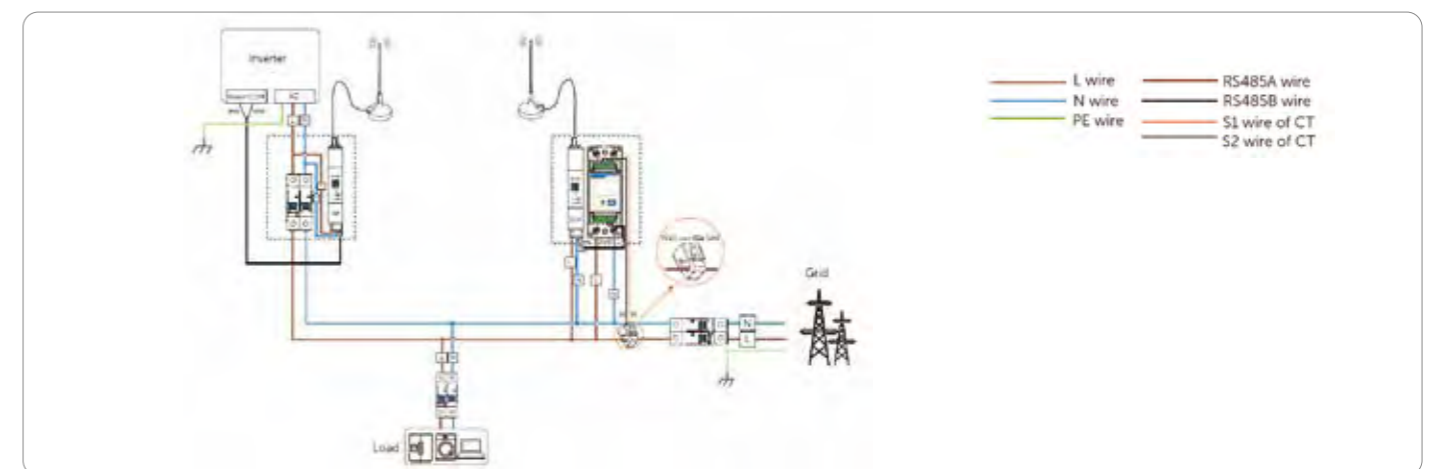 Inverter
AC
Grid
N
L
Load
L wire
N wire
PE wire
RS485A wire
RS485B wire
S1 wire of CT
S2 wire of CT